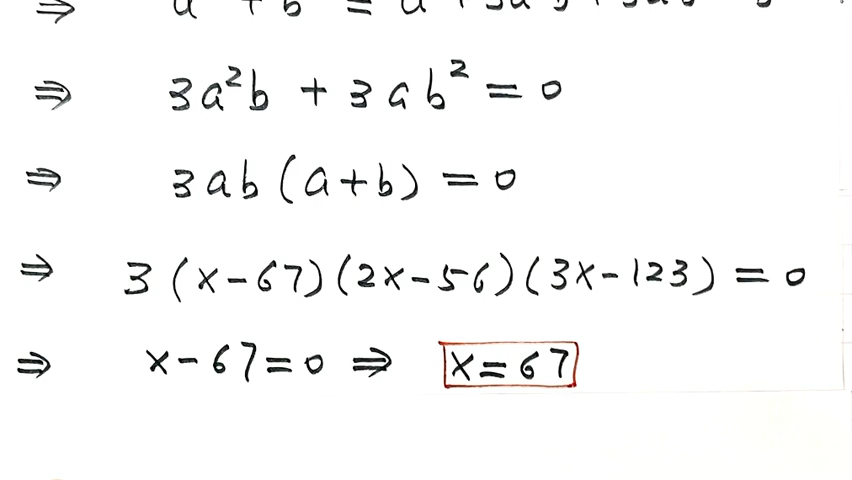 ⇒ 3a²b + 3ab² = 0
⇒ 3ab(a+b) = 0
⇒ 3(x-67)(2x-56)(3x-123) = 0
⇒ x-67=0 ⇒ x=67